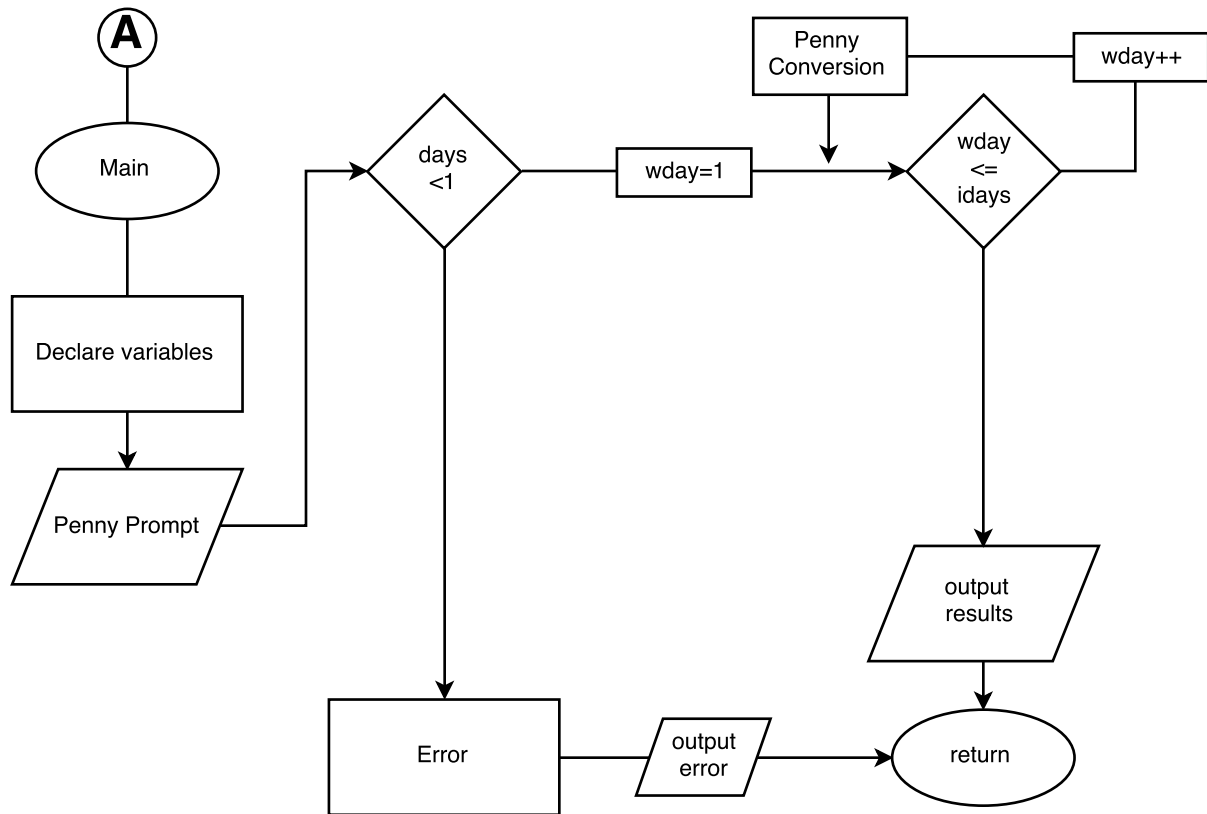 A
Main
Declare variables
Penny Prompt
days
<1
wday=1
Penny
Conversion
wday++
wday
<=
idays
output
results
Error
output
error
return